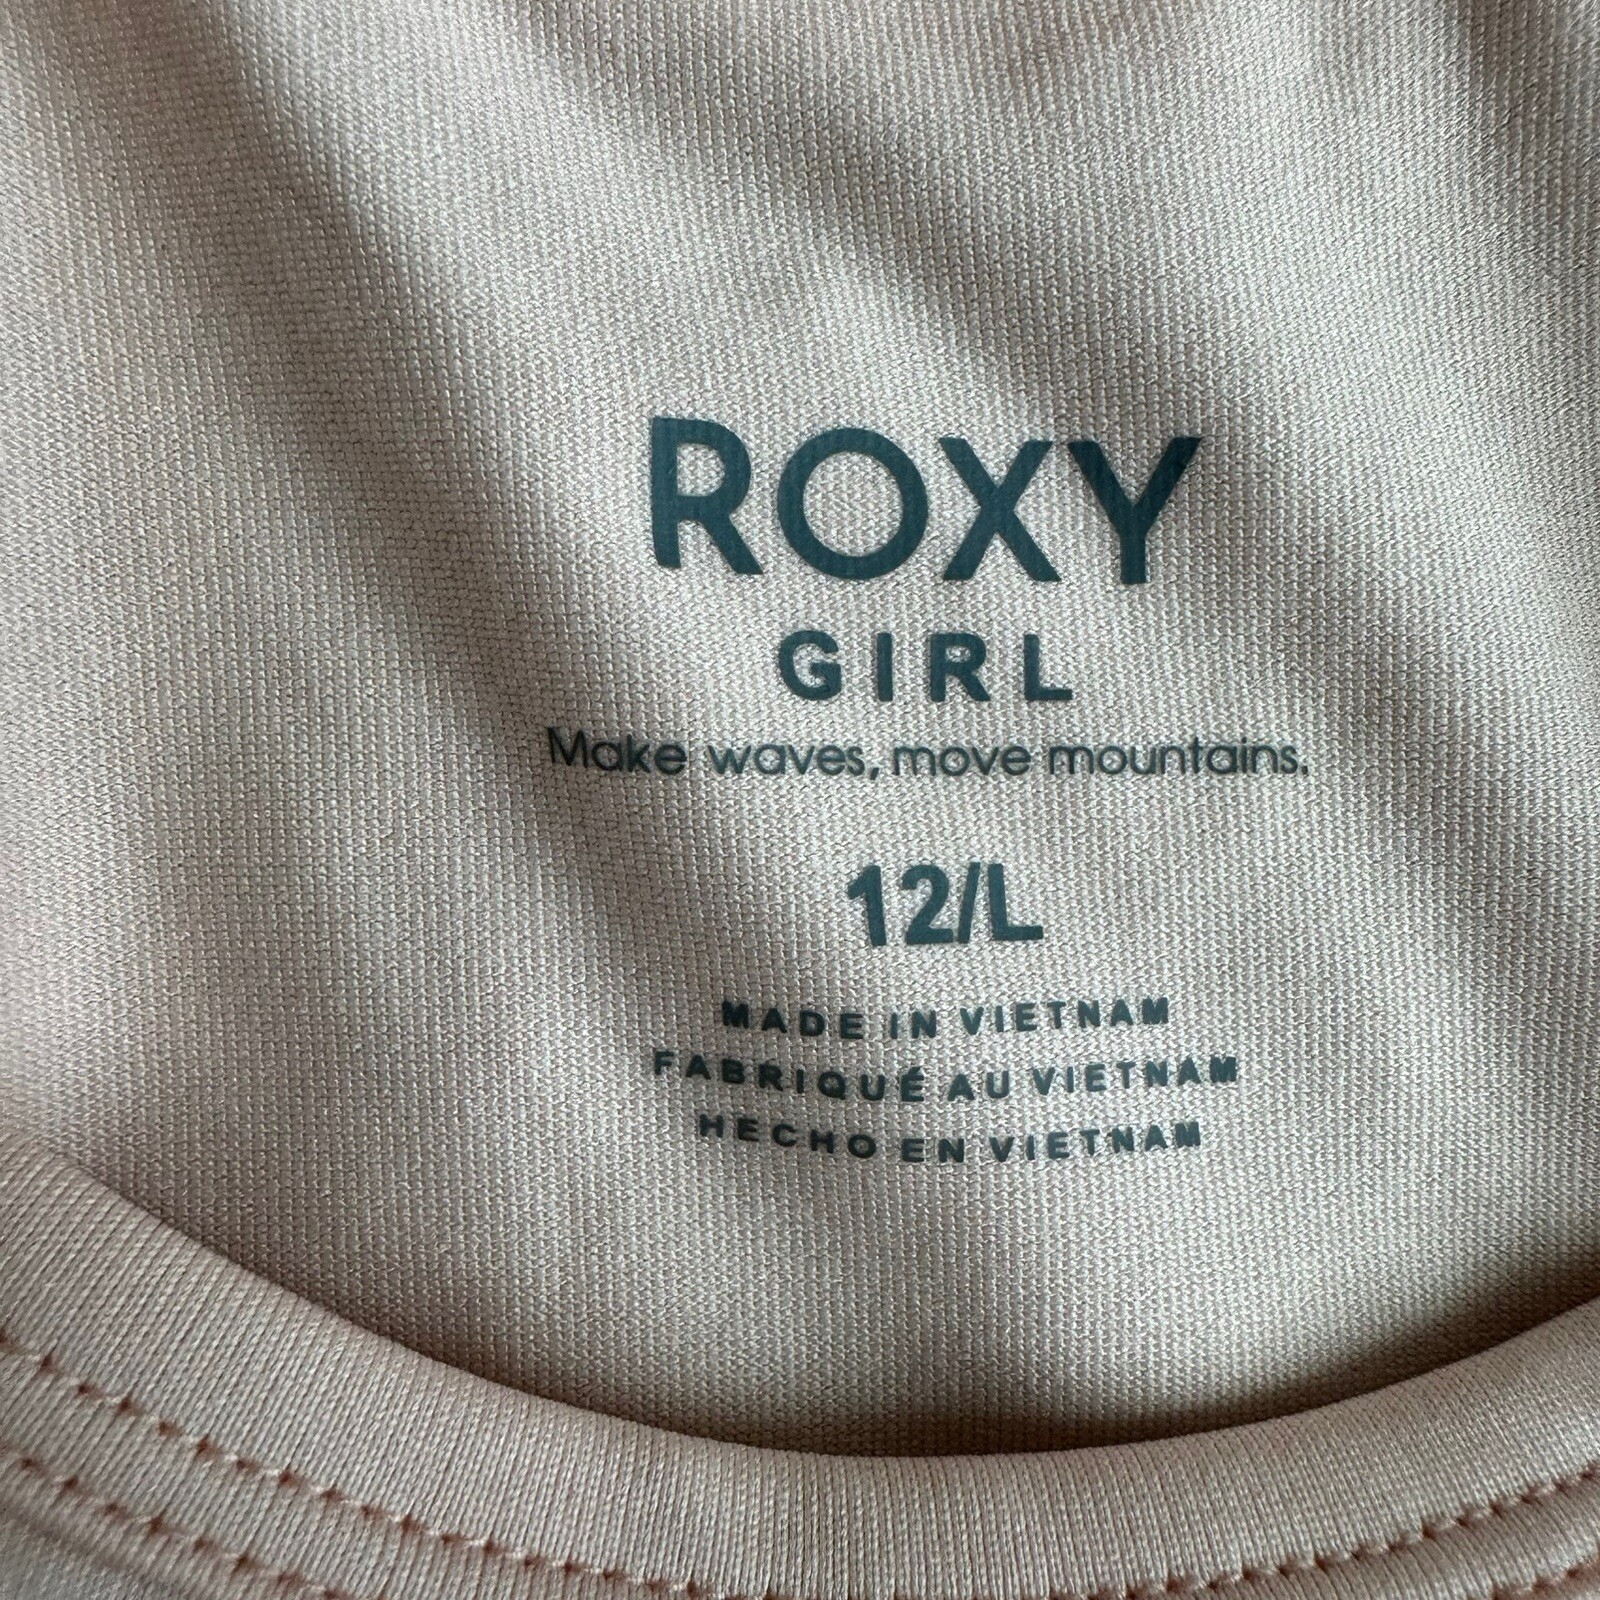 ROXY
GIRL
Make waves, move mountains.
12/L
MADE IN VIETNAM
FABRIQUÉ AU VIETNAM
HECHO EN VIETNAM